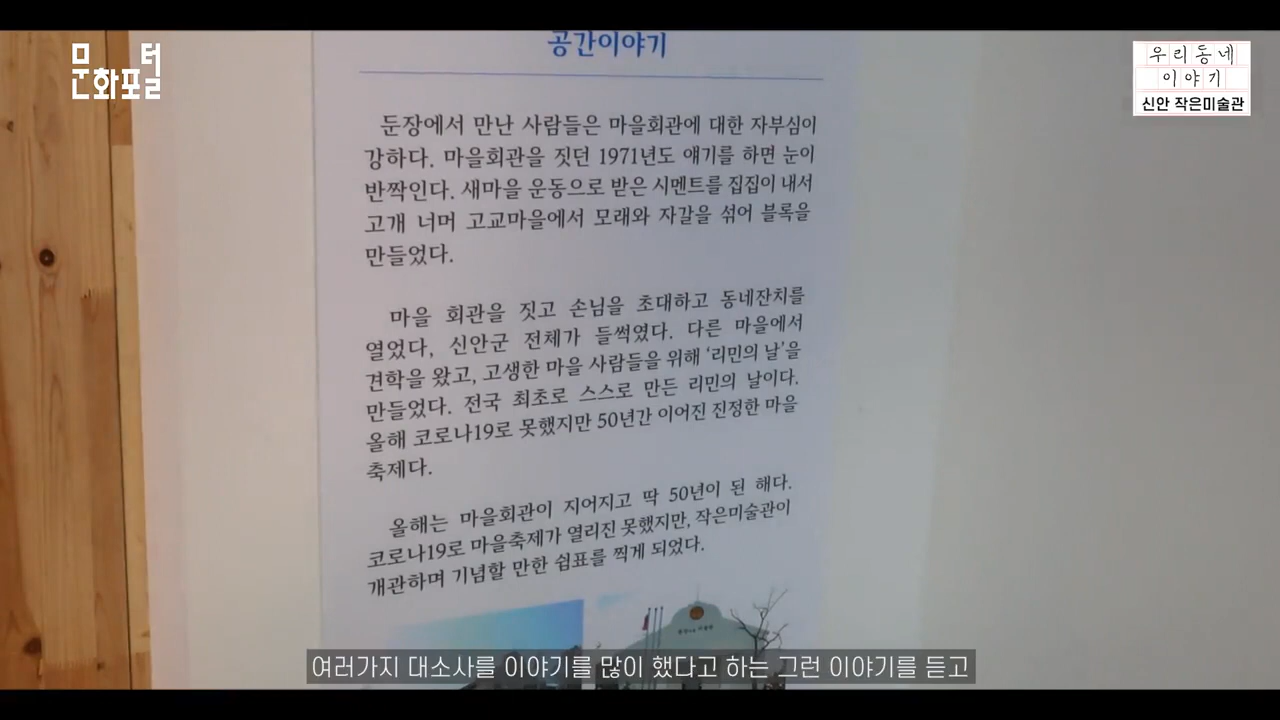 문화포털
우리동네
이야기
신안 작은미술관
공간이야기
둔장에서 만난 사람들은 마을회관에 대한 자부심이
강하다. 마을회관을 짓던 1971년도 얘기를 하면 눈이
반짝인다. 새마을 운동으로 받은 시멘트를 집집이 내서
고개 너머 고교마을에서 모래와 자갈을 섞어 블록을
만들었다.
마을 회관을 짓고 손님을 초대하고 동네잔치를
열었다, 신안군 전체가 들썩였다. 다른 마을에서
견학을 왔고, 고생한 마을 사람들을 위해 ‘리민의 날’을
만들었다. 전국 최초로 스스로 만든 리민의 날이다.
올해 코로나19로 못했지만 50년간 이어진 진정한 마을
축제다.
올해는 마을회관이 지어지고 딱 50년이 된 해다.
코로나19로 마을축제가 열리진 못했지만, 작은미술관이
개관하며 기념할 만한 쉼표를 찍게 되었다.
여러가지 대소사를 이야기를 많이 했다고 하는 그런 이야기를 듣고